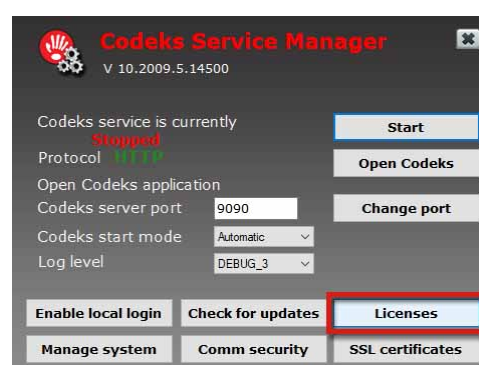 Codeks Service Manager
V 10.2009.5.14500
Codeks service is currently
Stopped
Start
Protocol HTTP
Open Codeks
Open Codeks application
Codeks server port 9090
Change port
Codeks start mode Automatic
Log level DEBUG_3
Enable local login Check for updates Licenses
Manage system Comm security SSL certificates